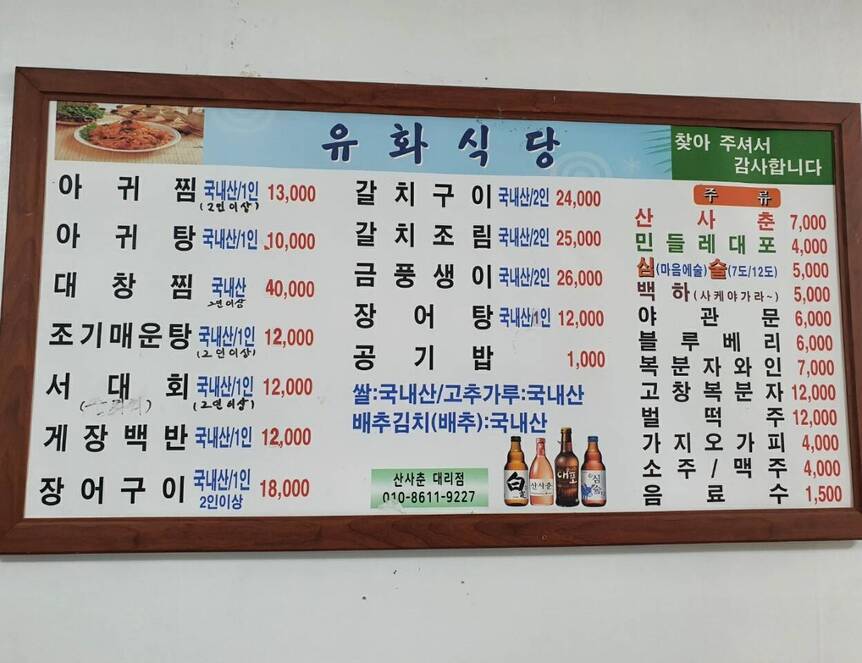 유화식당
찾아 주셔서
감사합니다
아귀찜 국내산/1인 13,000
(2인이상)
아귀탕 국내산/1인 10,000
대창찜 국내산 40,000
2인이상
조기매운탕 국내산/1인 12,000
(2인이상)
서대회 국내산/1인 12,000
(2인이상)
게장백반 국내산/1인 12,000
장어구이 국내산/1인 18,000
2인이상
갈치구이 국내산/2인 24,000
갈치조림 국내산/2인 25,000
금풍생이 국내산/2인 26,000
장어탕 국내산/1인 12,000
공기밥 1,000
쌀:국내산/고추가루:국내산
배추김치(배추):국내산
산사춘 대리점
010-8611-9227
白
산사춘
대포
심술
주류
산사춘 7,000
민들레대포 4,000
심(마음에술)술(7도/12도) 5,000
백하(사케야가라~) 5,000
야관문 6,000
블루베리 6,000
복분자와인 7,000
고창복분자 12,000
벌떡주 12,000
가지오가피 4,000
소주/맥주 4,000
음료수 1,500